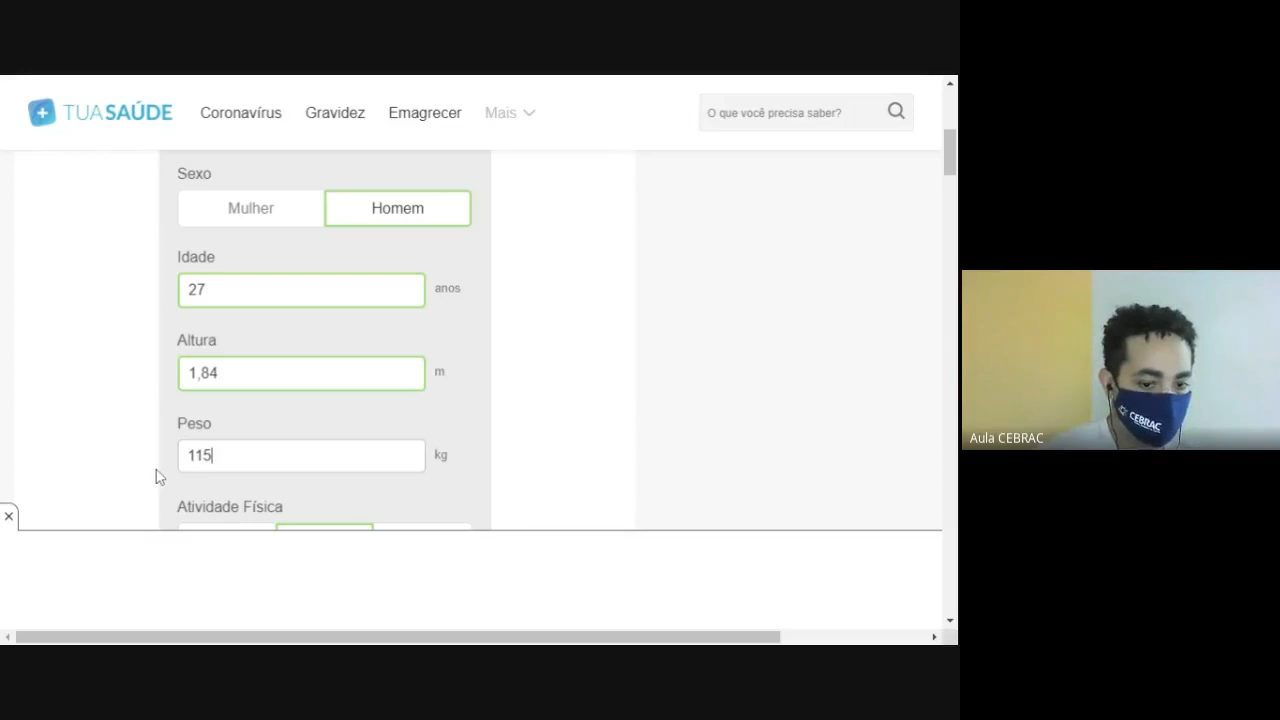 TUASAÚDE Coronavírus Gravidez Emagrecer Mais O que você precisa saber?
Sexo
Mulher Homem
Idade
27 anos
Altura
1,84 m
Peso
115 kg
Atividade Física
CEBRAC
Aula CEBRAC